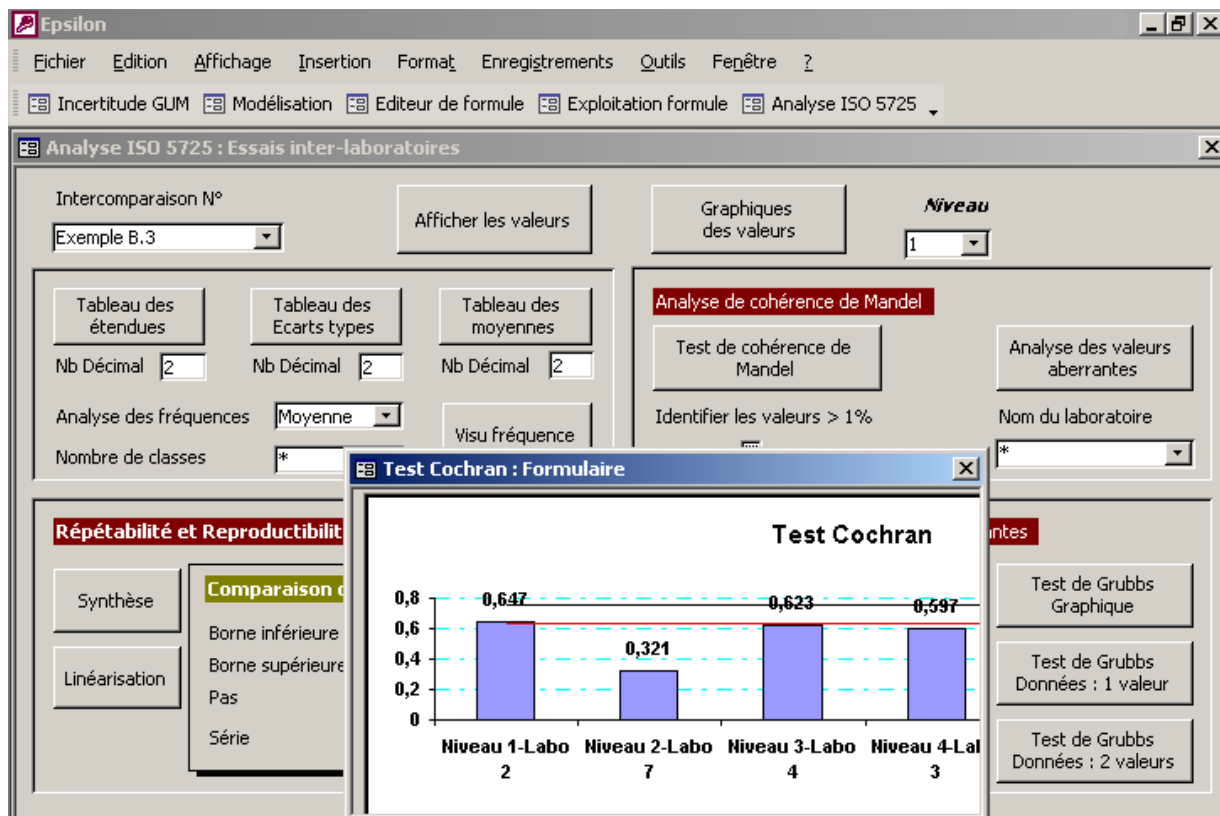 Epsilon
Fichier Edition Affichage Insertion Format Enregistrements Outils Fenêtre ?
Incertitude GUM Modélisation Editeur de formule Exploitation formule Analyse ISO 5725
Analyse ISO 5725 : Essais inter-laboratoires
Intercomparaison N°
Exemple B.3
Afficher les valeurs
Graphiques
des valeurs
Niveau
1
Tableau des
étendues
Tableau des
Ecarts types
Tableau des
moyennes
Nb Décimal 2
Nb Décimal 2
Nb Décimal 2
Analyse des fréquences Moyenne
Nombre de classes *
Visu fréquence
Analyse de cohérence de Mandel
Test de cohérence de
Mandel
Analyse des valeurs
aberrantes
Identifier les valeurs > 1%
Nom du laboratoire
*
Répétabilité et Reproductibilit
Synthèse
Linéarisation
Comparaison
Borne inférieure
Borne supérieure
Pas
Série
Test Cochran : Formulaire
Test Cochran
0,8
0,6
0,4
0,2
0
0,647
0,321
0,623
0,597
Niveau 1-Labo
2
Niveau 2-Labo
7
Niveau 3-Labo
4
Niveau 4-Lal
3
ntes
Test de Grubbs
Graphique
Test de Grubbs
Données : 1 valeur
Test de Grubbs
Données : 2 valeurs